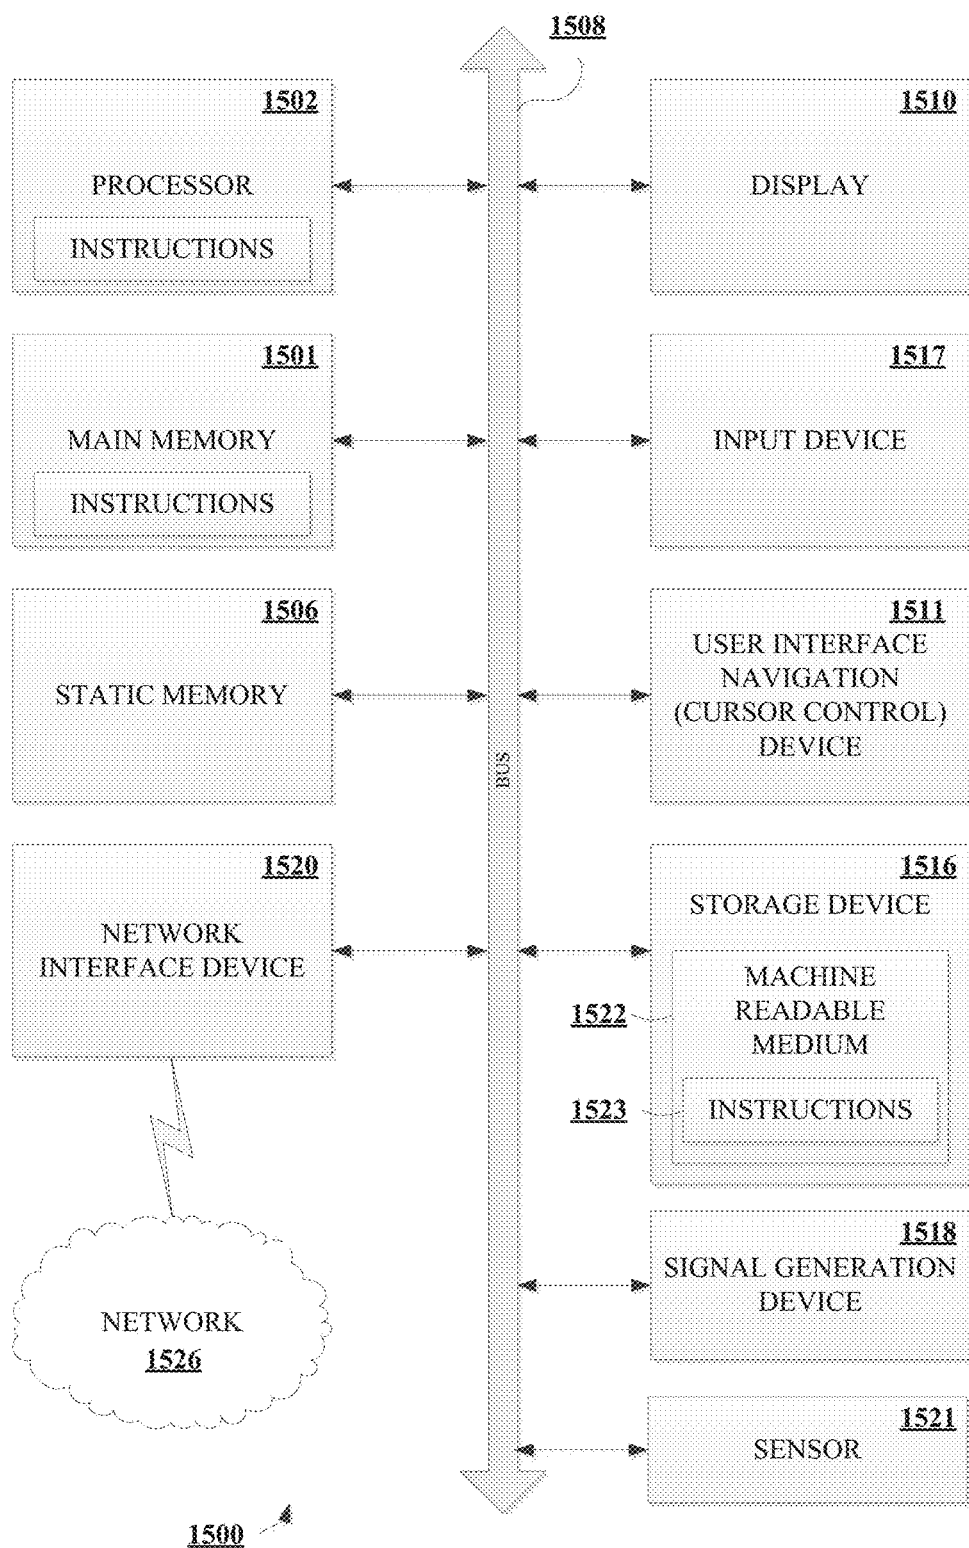 1508
1502
PROCESSOR
INSTRUCTIONS
1510
DISPLAY
1501
MAIN MEMORY
INSTRUCTIONS
1517
INPUT DEVICE
1506
STATIC MEMORY
1511
USER INTERFACE
NAVIGATION
(CURSOR CONTROL)
DEVICE
BUS
1520
NETWORK
INTERFACE DEVICE
1516
STORAGE DEVICE
MACHINE
READABLE
MEDIUM
1522
INSTRUCTIONS
1523
1518
SIGNAL GENERATION
DEVICE
NETWORK
1526
1521
SENSOR
1500